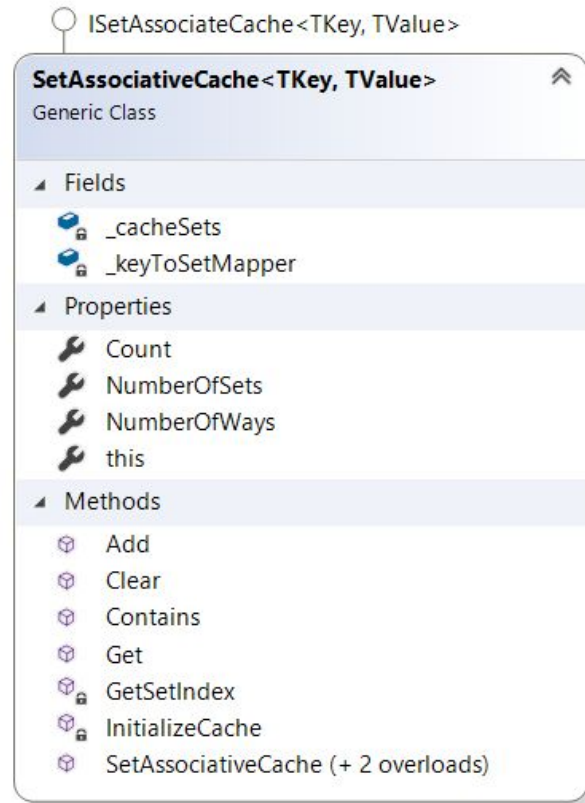 ISetAssociateCache<TKey, TValue>
SetAssociativeCache<TKey, TValue>
Generic Class
Fields
_cacheSets
_keyToSetMapper
Properties
Count
NumberOfSets
NumberOfWays
this
Methods
Add
Clear
Contains
Get
GetSetIndex
InitializeCache
SetAssociativeCache (+ 2 overloads)